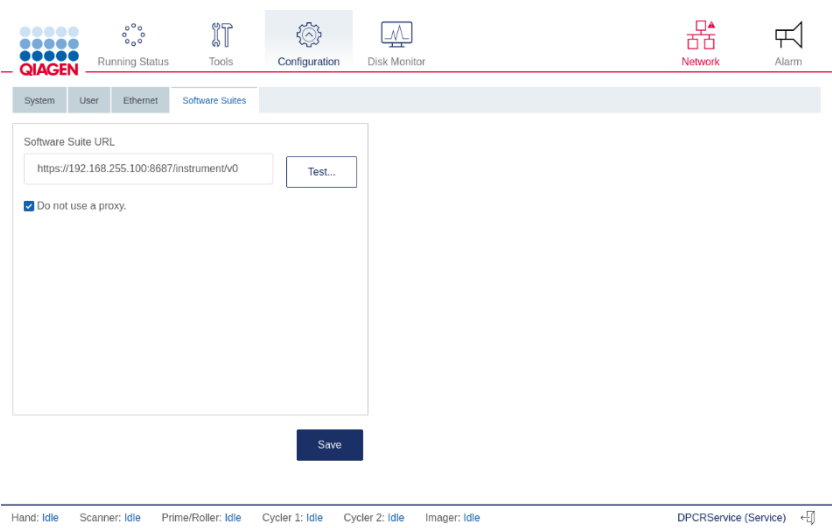 QIAGEN
Running Status Tools Configuration Disk Monitor Network Alarm
System User Ethernet Software Suites
Software Suite URL
https://192.168.255.100:8687/instrument/v0 Test...
Do not use a proxy.
Save
Hand: Idle Scanner: Idle Prime/Roller: Idle Cycler 1: Idle Cycler 2: Idle Imager: Idle DPCRService (Service)